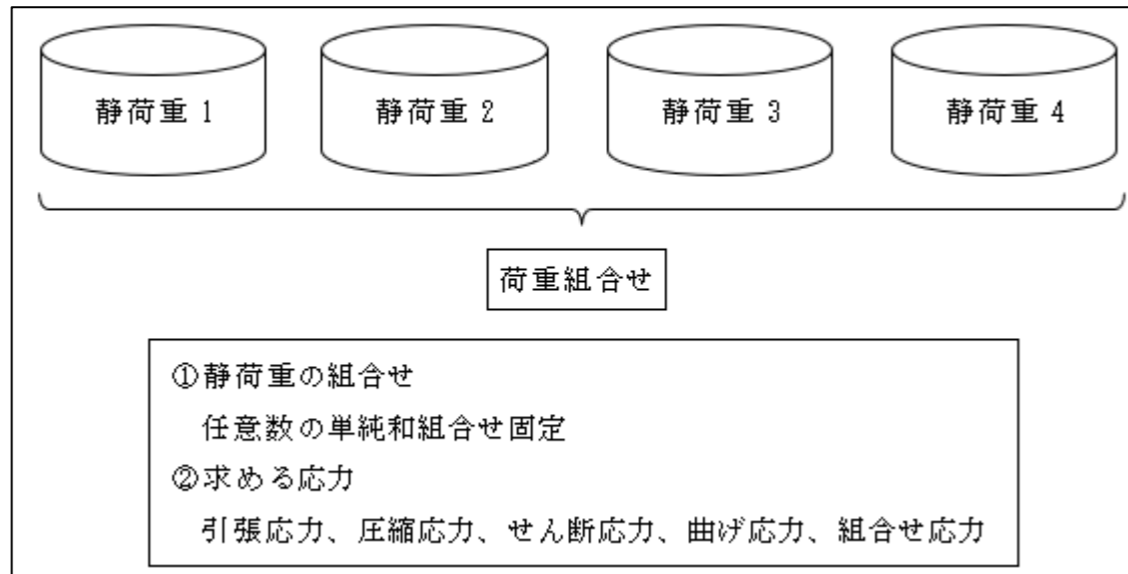 静荷重 1
静荷重 2
静荷重 3
静荷重 4
荷重組合せ
①静荷重の組合せ
任意数の単純和組合せ固定
②求める応力
引張応力、圧縮応力、せん断応力、曲げ応力、組合せ応力